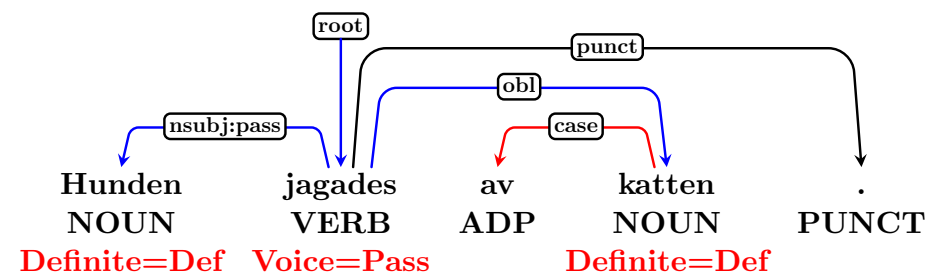 root
punct
obl
nsubj:pass case
Hunden jagades av katten .
NOUN VERB ADP NOUN PUNCT
Definite=Def Voice=Pass Definite=Def